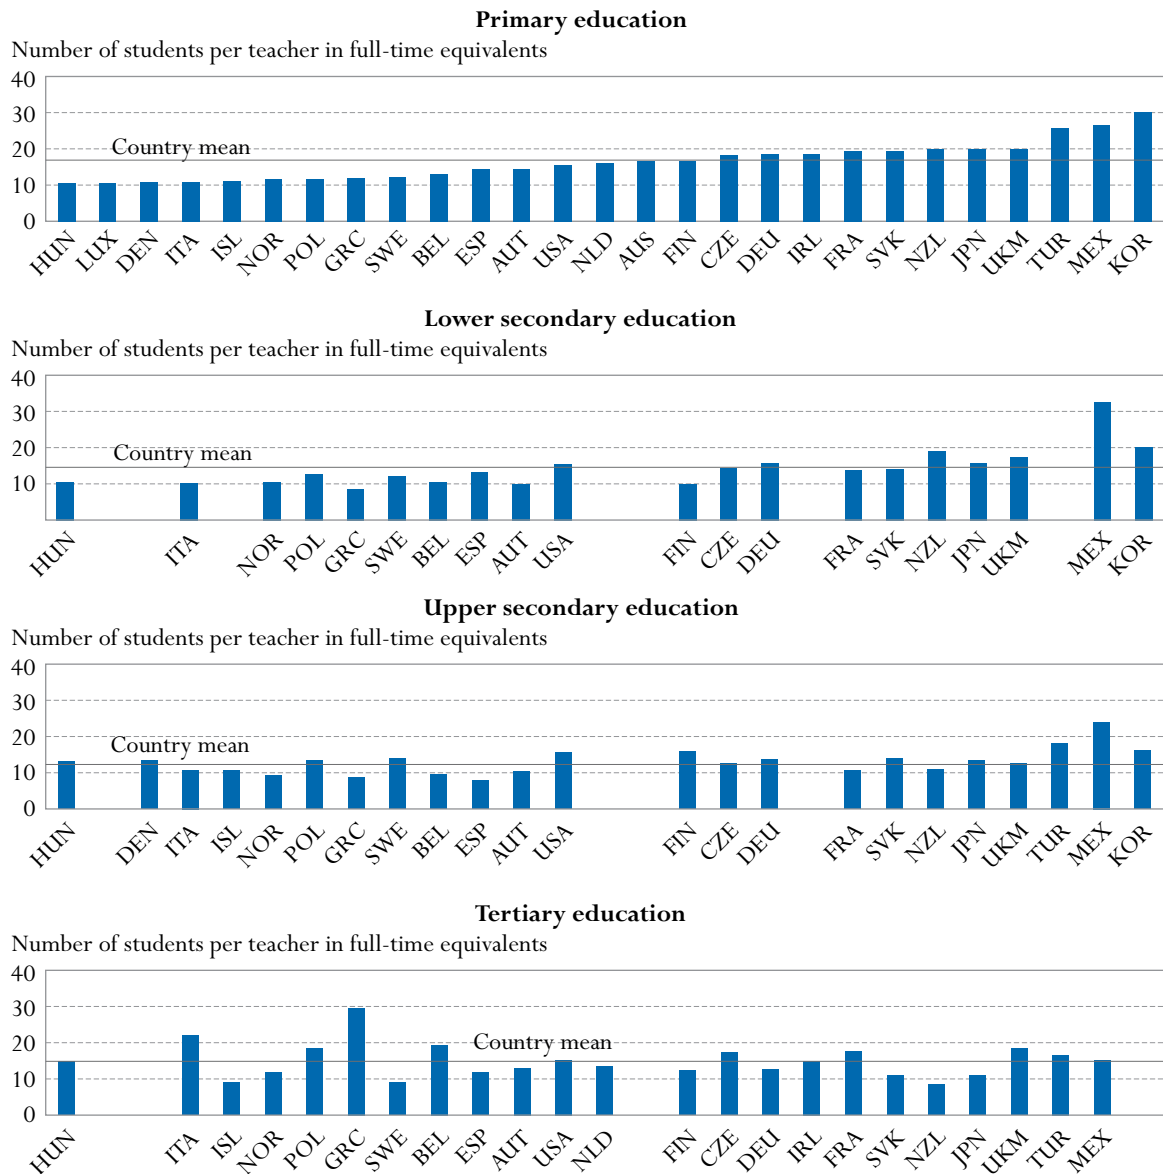 Primary education
Number of students per teacher in full-time equivalents
40
30
20
10
0
Country mean
HUN LUX DEN ITA ISL NOR POL GRC SWE BEL ESP AUT USA NLD AUS FIN CZE DEU IRL FRA SVK NZL JPN UKM TUR MEX KOR
Lower secondary education
Number of students per teacher in full-time equivalents
40
30
20
10
Country mean
HUN ITA NOR POL GRC SWE BEL ESP AUT USA FIN CZE DEU FRA SVK NZL JPN UKM MEX KOR
Upper secondary education
Number of students per teacher in full-time equivalents
40
30
20
10
0
Country mean
HUN DEN ITA ISL NOR POL GRC SWE BEL ESP AUT USA FIN CZE DEU FRA SVK NZL JPN UKM TUR MEX KOR
Tertiary education
Number of students per teacher in full-time equivalents
40
30
20
10
0
Country mean
HUN ITA ISL NOR POL GRC SWE BEL ESP AUT USA NLD FIN CZE DEU IRL FRA SVK NZL JPN UKM TUR MEX